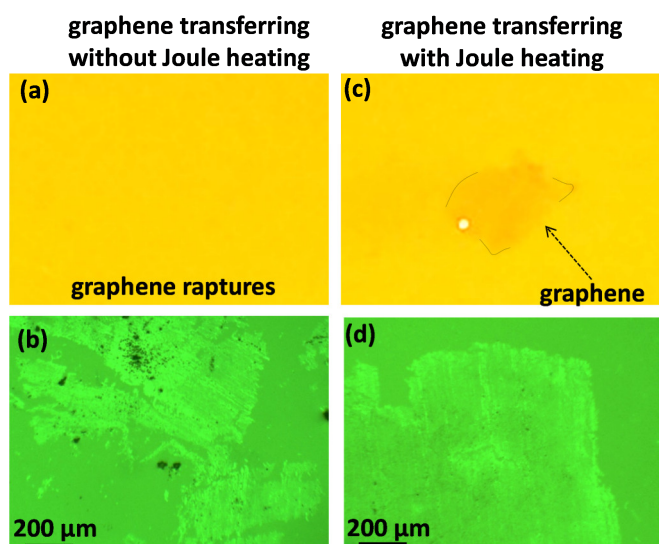 graphene transferring
without Joule heating
graphene transferring
with Joule heating
(a)
graphene raptures
(c)
graphene
(b)
200 µm
(d)
200 µm